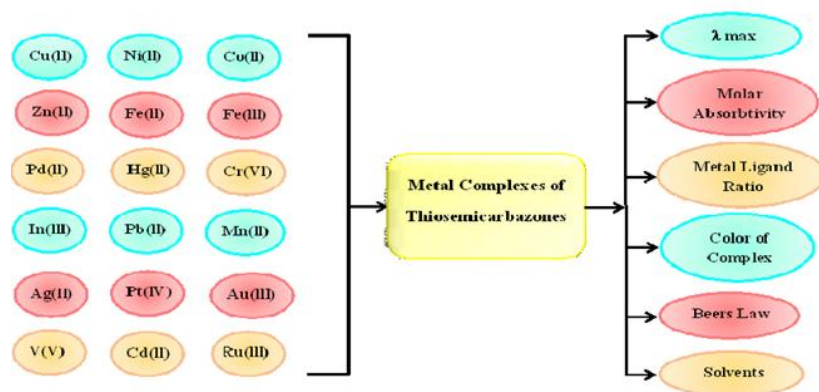 Cu(II) Ni(II) Co(II)
Zn(II) Fe(II) Fe(III)
Pd(II) Hg(II) Cr(VI)
In(III) Pb(II) Mn(II)
Ag(II) Pt(IV) Au(III)
V(V) Cd(II) Ru(III)
Metal Complexes of
Thiosemicarbazones
λ max
Molar
Absorbtivity
Metal Ligand
Ratio
Color of
Complex
Beers Law
Solvents